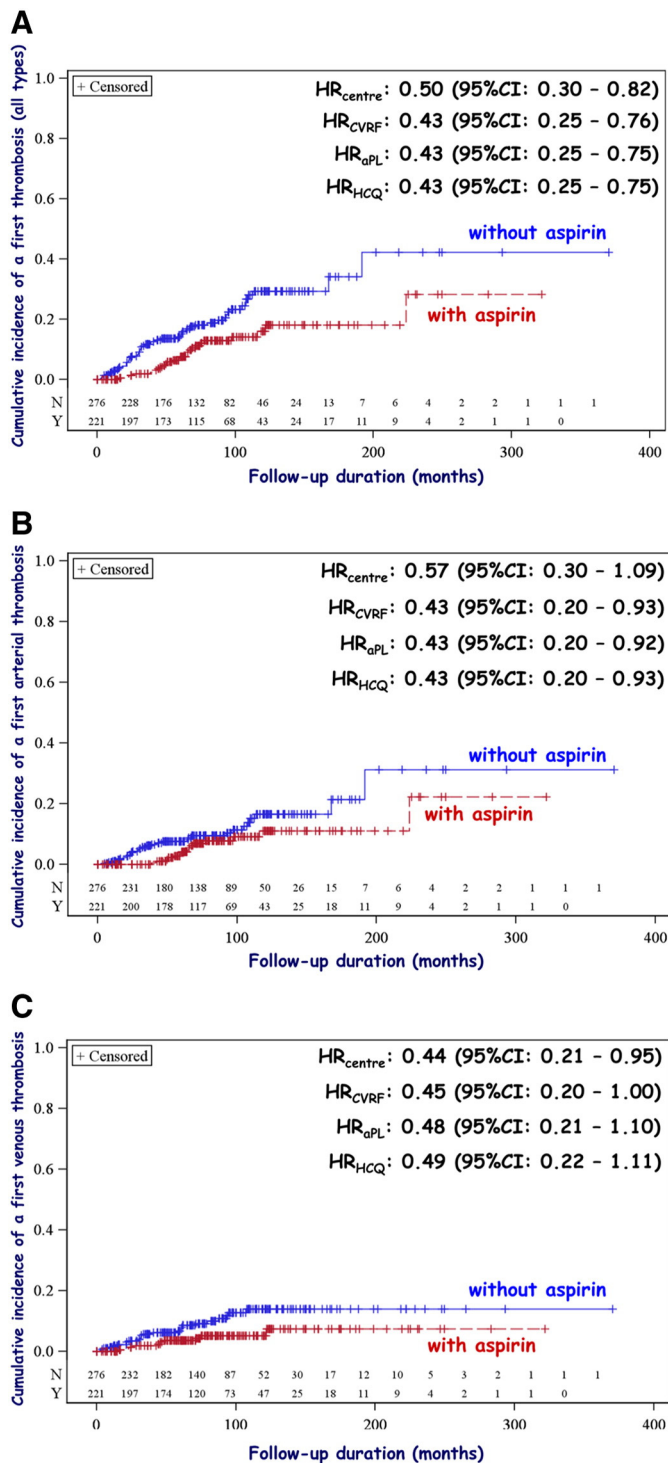 A
Cumulative incidence of a first thrombosis (all types)
1.0
0.8
0.6
0.4
0.2
0.0
+ Censored
HRcentre: 0.50 (95%CI: 0.30 - 0.82)
HRCVRF: 0.43 (95%CI: 0.25 - 0.76)
HRaPL: 0.43 (95%CI: 0.25 - 0.75)
HRHCQ: 0.43 (95%CI: 0.25 - 0.75)
without aspirin
with aspirin
N 276 228 176 132 82 46 24 13 7 6 4 2 2 1 1 1
Y 221 197 173 115 68 43 24 17 11 9 4 2 1 1 0
0 100 200 300 400
Follow-up duration (months)
B
Cumulative incidence of a first arterial thrombosis
1.0
0.8
0.6
0.4
0.2
0.0
+ Censored
HRcentre: 0.57 (95%CI: 0.30 - 1.09)
HRCVRF: 0.43 (95%CI: 0.20 - 0.93)
HRaPL: 0.43 (95%CI: 0.20 - 0.92)
HRHCQ: 0.43 (95%CI: 0.20 - 0.93)
without aspirin
with aspirin
N 276 231 180 138 89 50 26 15 7 6 4 2 2 1 1 1
Y 221 200 178 117 69 43 25 18 11 9 4 2 1 1 0
0 100 200 300 400
Follow-up duration (months)
C
Cumulative incidence of a first venous thrombosis
1.0
0.8
0.6
0.4
0.2
0.0
+ Censored
HRcentre: 0.44 (95%CI: 0.21 - 0.95)
HRCVRF: 0.45 (95%CI: 0.20 - 1.00)
HRaPL: 0.48 (95%CI: 0.21 - 1.10)
HRHCQ: 0.49 (95%CI: 0.22 - 1.11)
without aspirin
with aspirin
N 276 232 182 140 87 52 30 17 12 10 5 3 2 1 1 1
Y 221 197 174 120 73 47 25 18 11 9 4 2 1 1 0
0 100 200 300 400
Follow-up duration (months)